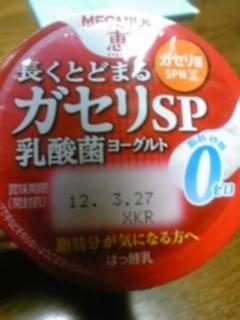 MEGMILK
恵
ガセリ菌
SP株
長くとどまる
ガセリSP
乳酸菌ヨーグルト
脂肪 砂糖
0ゼロ
賞味期限
(開封前)
12. 3.27
XKR
脂肪分が気になる方へ
はっ酵乳